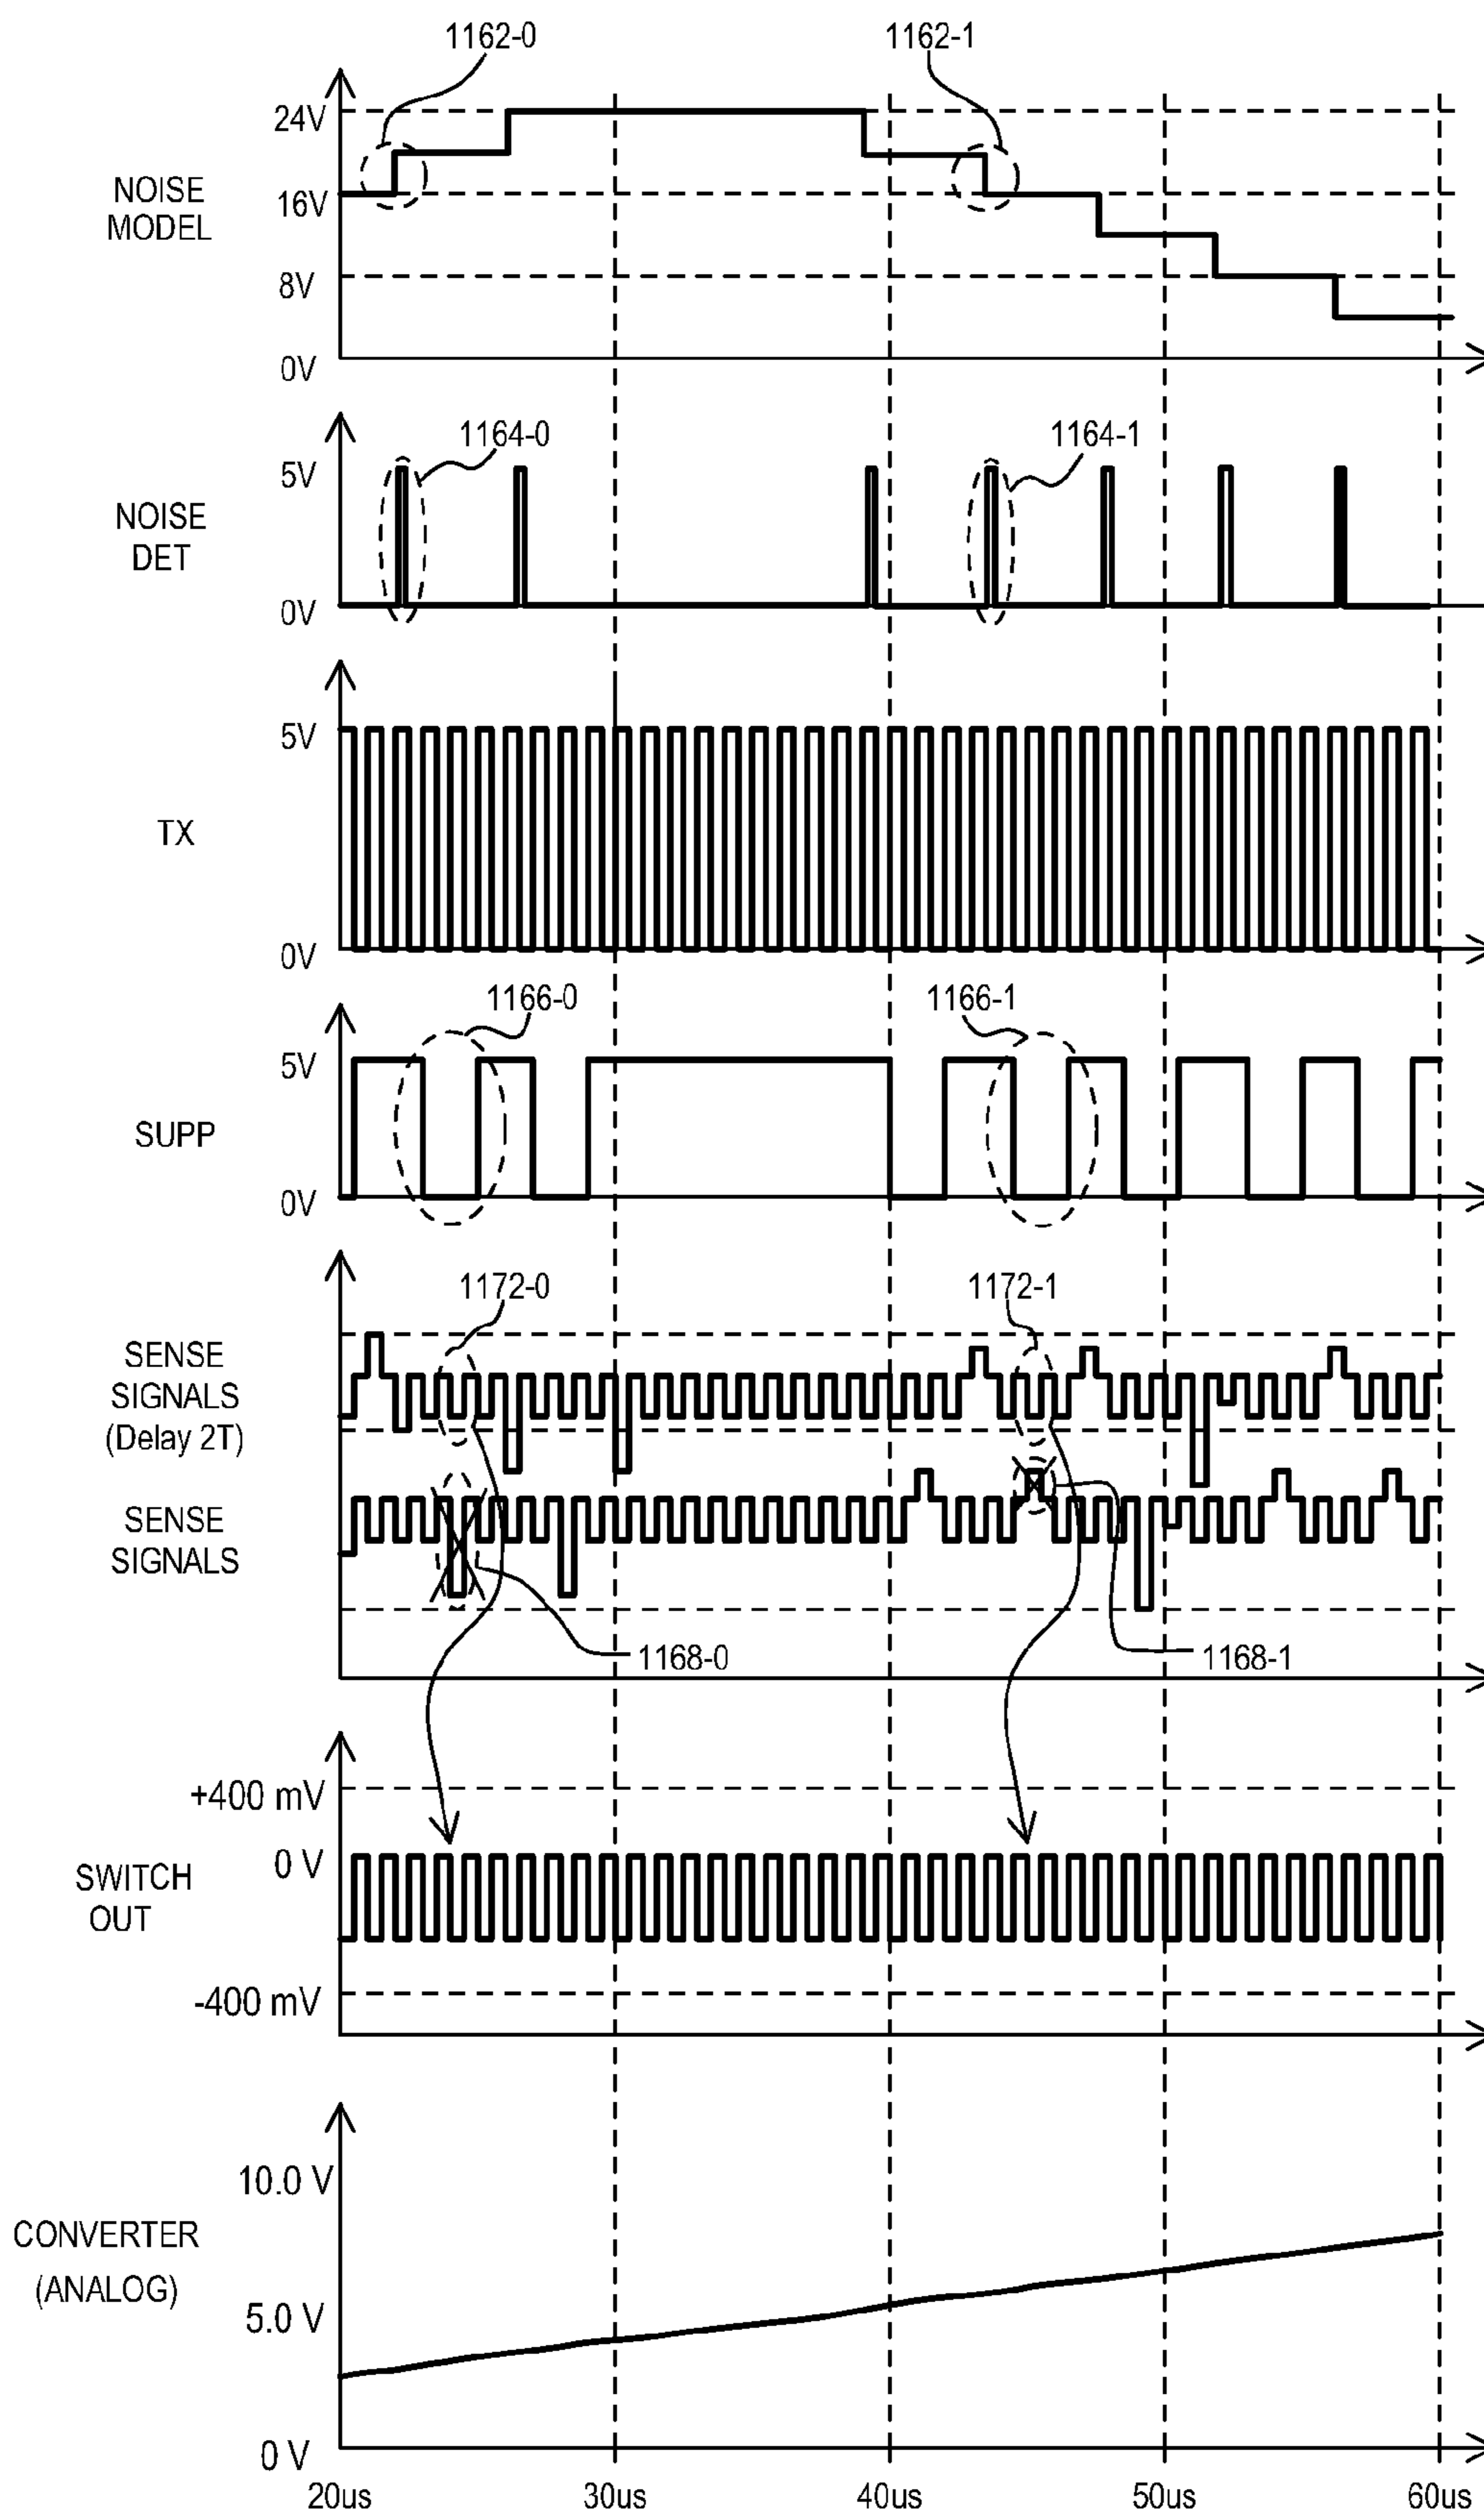 1162-0
1162-1
24V
NOISE
MODEL
16V
8V
0V
1164-0
1164-1
5V
NOISE
DET
0V
5V
TX
0V
1166-0
1166-1
5V
SUPP
0V
1172-0
1172-1
SENSE
SIGNALS
(Delay 2T)
SENSE
SIGNALS
1168-0
1168-1
+400 mV
0 V
SWITCH
OUT
-400 mV
10.0 V
CONVERTER
(ANALOG)
5.0 V
0 V
20us
30us
40us
50us
60us